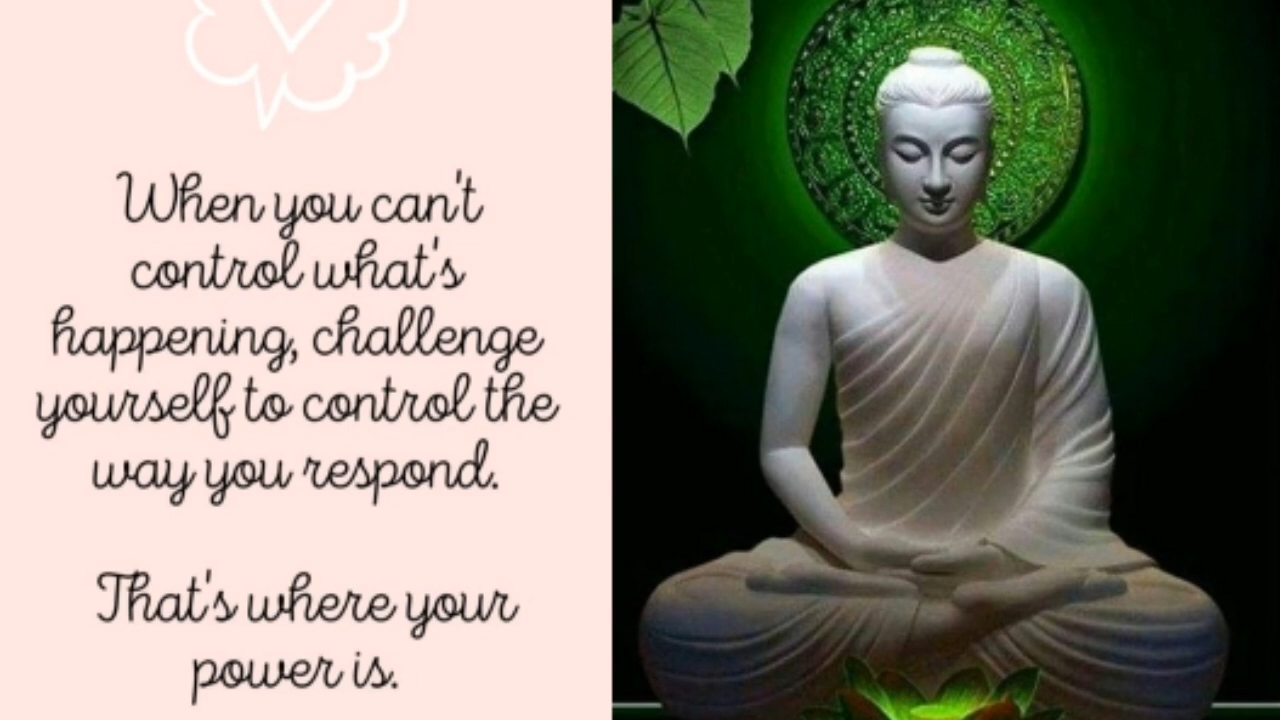 When you can't
control what's
happening, challenge
yourself to control the
way you respond.
That's where your
power is.